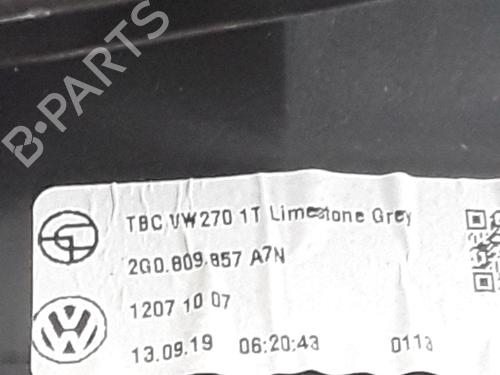 B-PARTS
TBC VW270 1T Limestone Grey
2G0.809.857 A7N
1207 10 07
13.09.19 06:20:43 011a